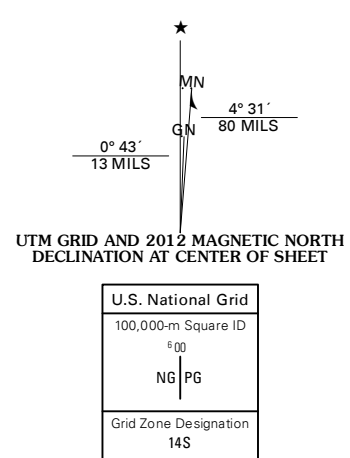 ★
MN
4° 31´
80 MILS
GN
0° 43´
13 MILS
UTM GRID AND 2012 MAGNETIC NORTH
DECLINATION AT CENTER OF SHEET
U.S. National Grid
100,000-m Square ID
⁶00
NG PG
Grid Zone Designation
14S